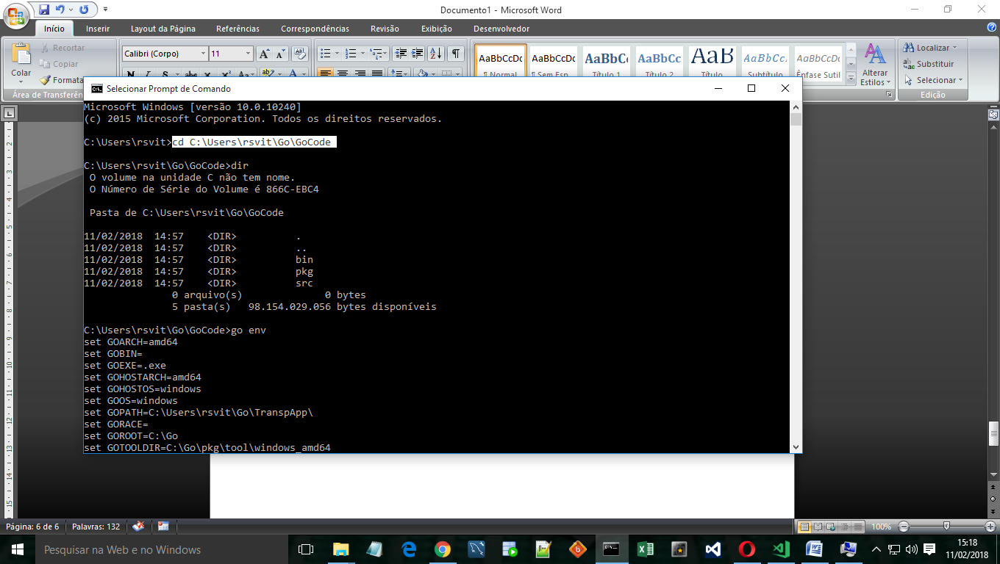 Documento1 - Microsoft Word
Início Inserir Layout da Página Referências Correspondências Revisão Exibição Desenvolvedor
Colar
Recortar
Copiar
Calibri (Corpo) 11
AaBbCcDc AaBbCcDc AaBbCc AaBbCc AaB AaBbCc. AaBbCcDc
¶ Normal ¶ Sem Esp... Título 1 Título 2 Título Subtítulo Ênfase Sutil
Alterar
Estilos
Localizar
Substituir
Selecionar
Edição
Selecionar Prompt de Comando
Microsoft Windows [versão 10.0.10240]
(c) 2015 Microsoft Corporation. Todos os direitos reservados.
C:\Users\rsvit>cd C:\Users\rsvit\Go\GoCode
C:\Users\rsvit\Go\GoCode>dir
O volume na unidade C não tem nome.
O Número de Série do Volume é 866C-EBC4
Pasta de C:\Users\rsvit\Go\GoCode
11/02/2018 14:57 <DIR> .
11/02/2018 14:57 <DIR> ..
11/02/2018 14:57 <DIR> bin
11/02/2018 14:57 <DIR> pkg
11/02/2018 14:57 <DIR> src
0 arquivo(s) 0 bytes
5 pasta(s) 98.154.029.056 bytes disponíveis
C:\Users\rsvit\Go\GoCode>go env
set GOARCH=amd64
set GOBIN=
set GOEXE=.exe
set GOHOSTARCH=amd64
set GOHOSTOS=windows
set GOOS=windows
set GOPATH=C:\Users\rsvit\Go\TranspApp\
set GORACE=
set GOROOT=C:\Go
set GOTOOLDIR=C:\Go\pkg\tool\windows_amd64
Página: 6 de 6 Palavras: 132 100%
Pesquisar na Web e no Windows
15:18
11/02/2018